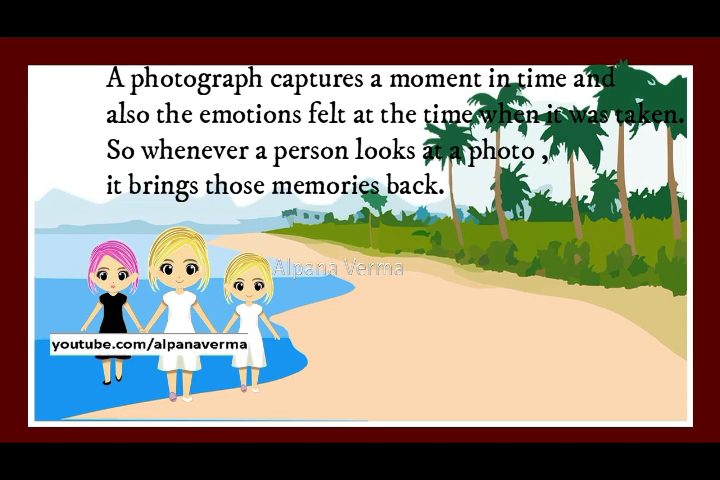 A photograph captures a moment in time and
also the emotions felt at the time when it was taken.
So whenever a person looks at a photo ,
it brings those memories back.
Alpana Verma
youtube.com/alpanaverma